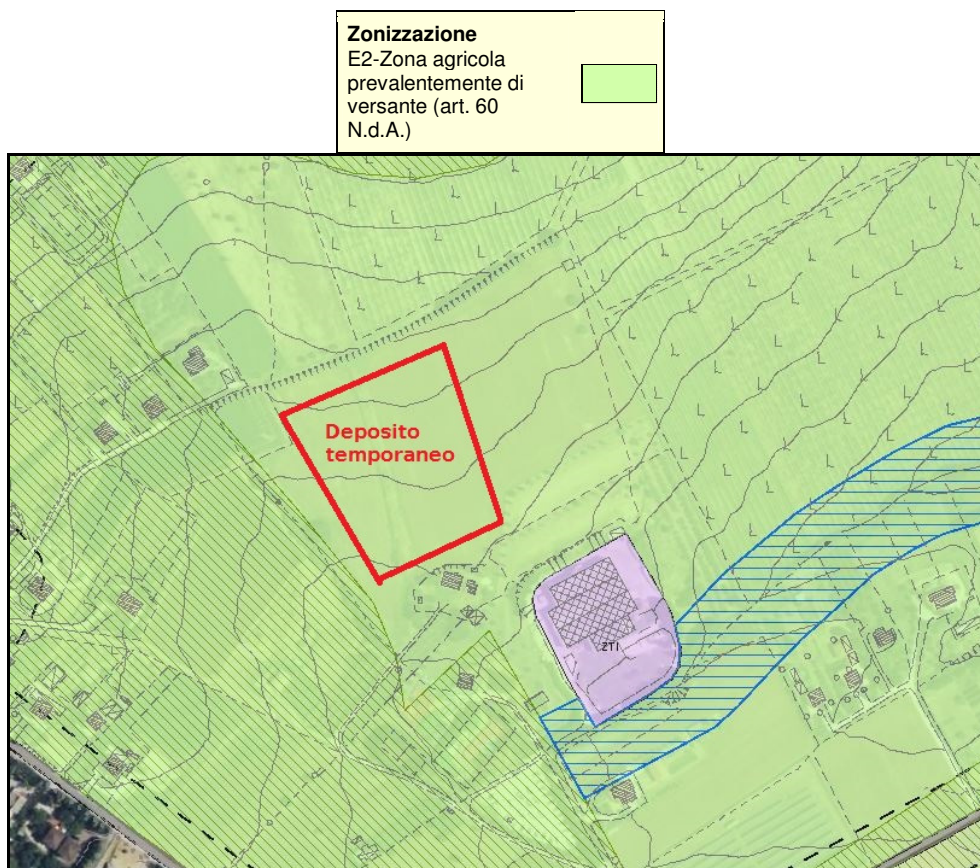 Zonizzazione
E2-Zona agricola
prevalentemente di
versante (art. 60
N.d.A.)
Deposito
temporaneo
ZTI